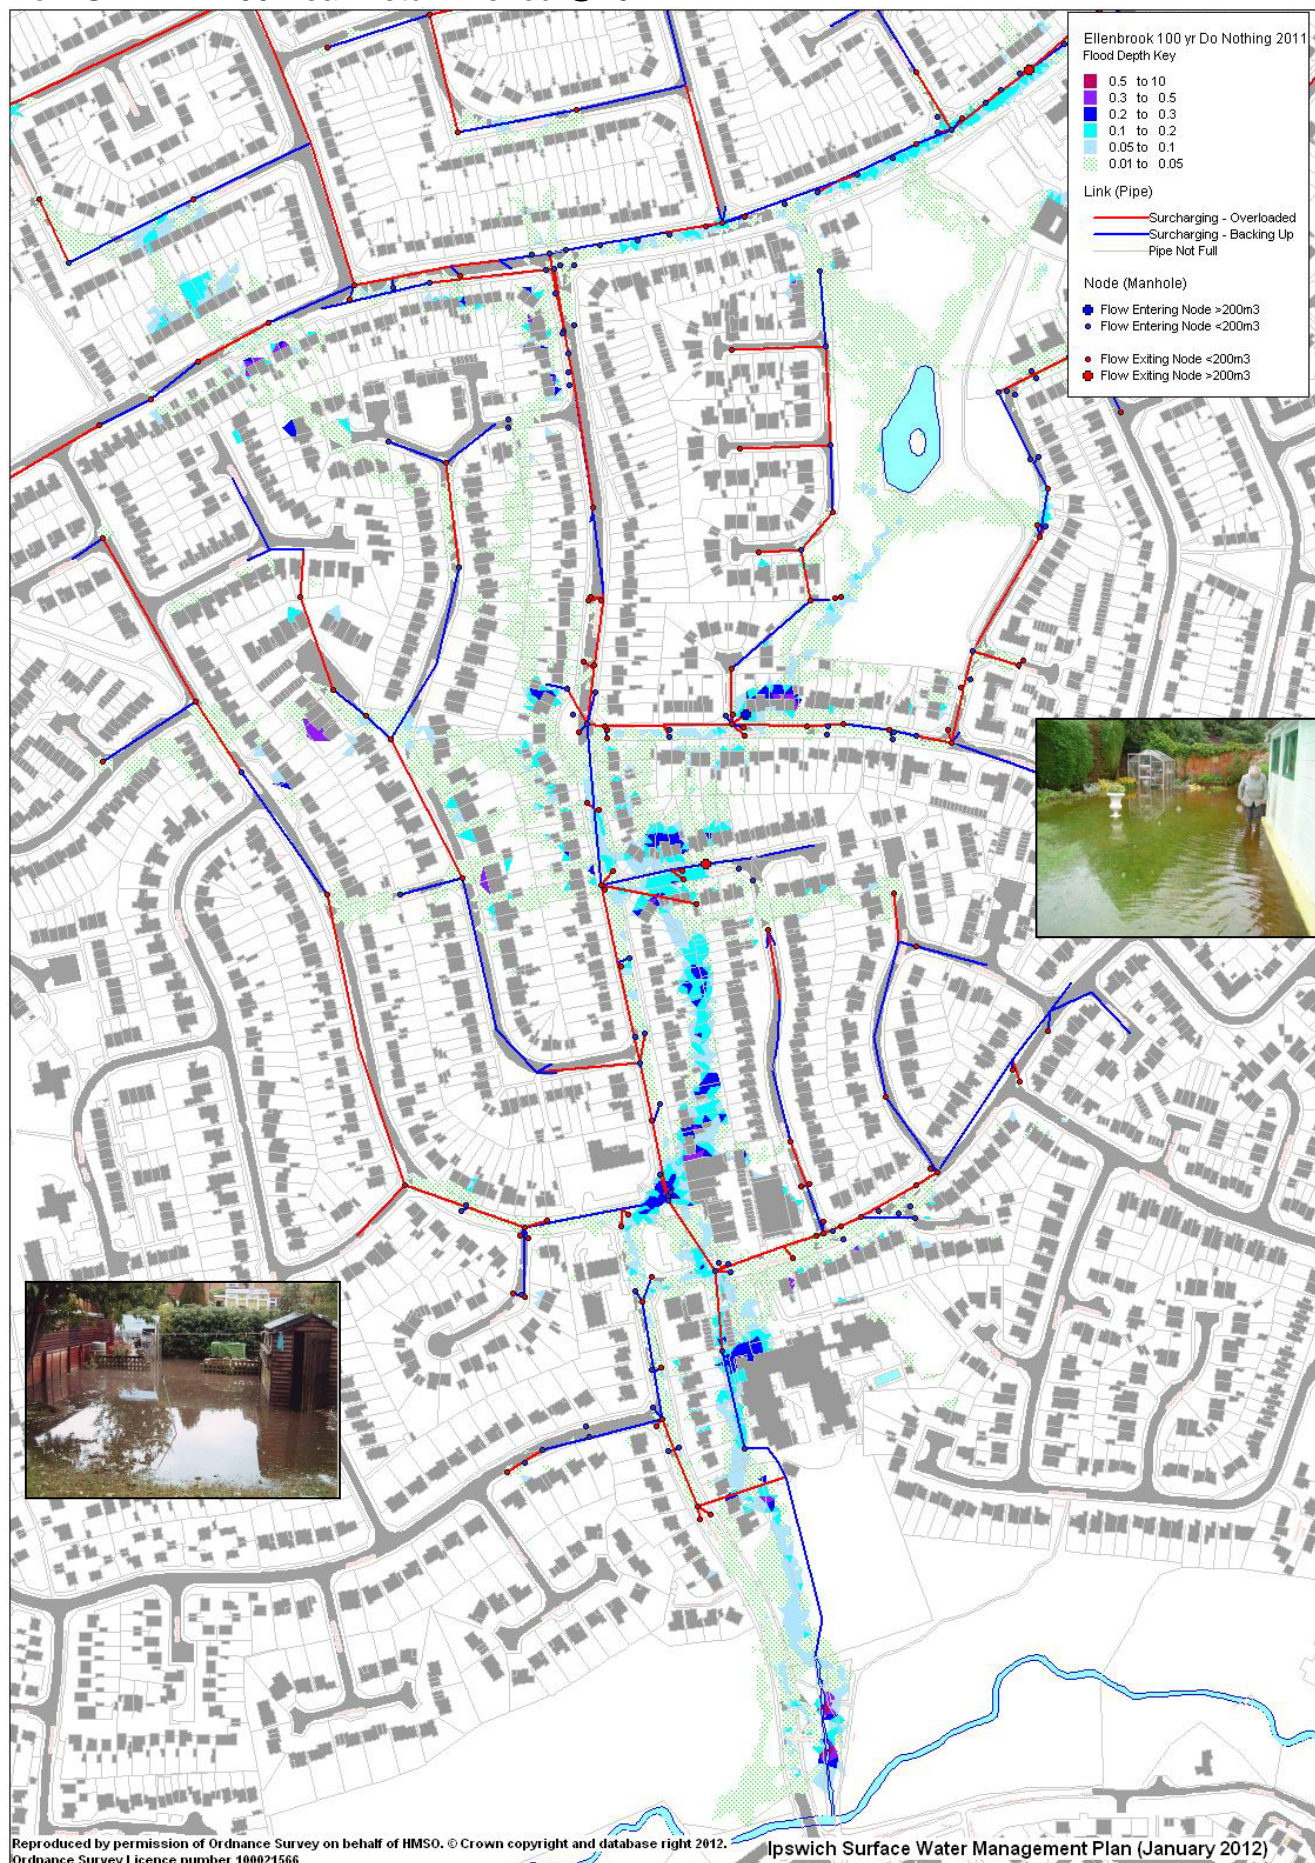 Ellenbrook 100 yr Do Nothing 2011
Flood Depth Key
0.5 to 10
0.3 to 0.5
0.2 to 0.3
0.1 to 0.2
0.05 to 0.1
0.01 to 0.05
Link (Pipe)
Surcharging - Overloaded
Surcharging - Backing Up
Pipe Not Full
Node (Manhole)
Flow Entering Node >200m3
Flow Entering Node <200m3
Flow Exiting Node <200m3
Flow Exiting Node >200m3
Reproduced by permission of Ordnance Survey on behalf of HMSO. © Crown copyright and database right 2012.
Ordnance Survey Licence number 100021566
Ipswich Surface Water Management Plan (January 2012)